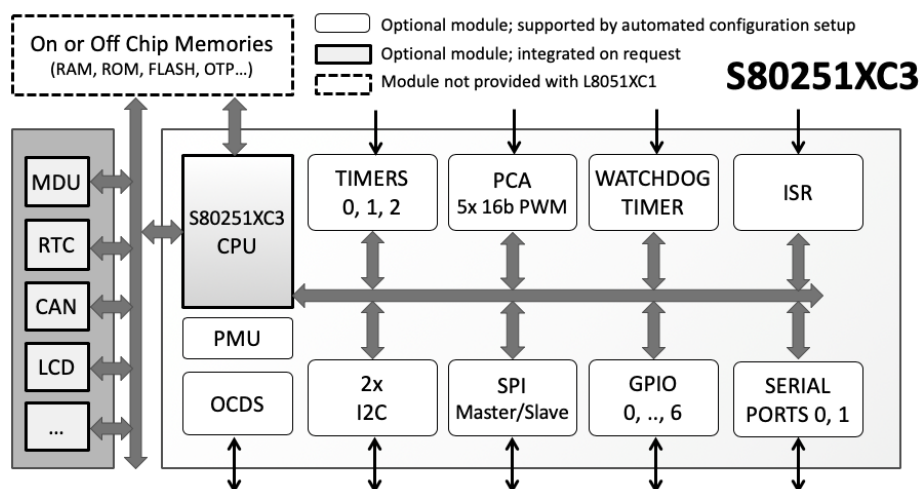 On or Off Chip Memories
(RAM, ROM, FLASH, OTP...)
Optional module; supported by automated configuration setup
Optional module; integrated on request
Module not provided with L8051XC1
S80251XC3
MDU
RTC
CAN
LCD
...
S80251XC3
CPU
PMU
OCDS
TIMERS
0, 1, 2
PCA
5x 16b PWM
WATCHDOG
TIMER
ISR
2x
I2C
SPI
Master/Slave
GPIO
0, .., 6
SERIAL
PORTS 0, 1